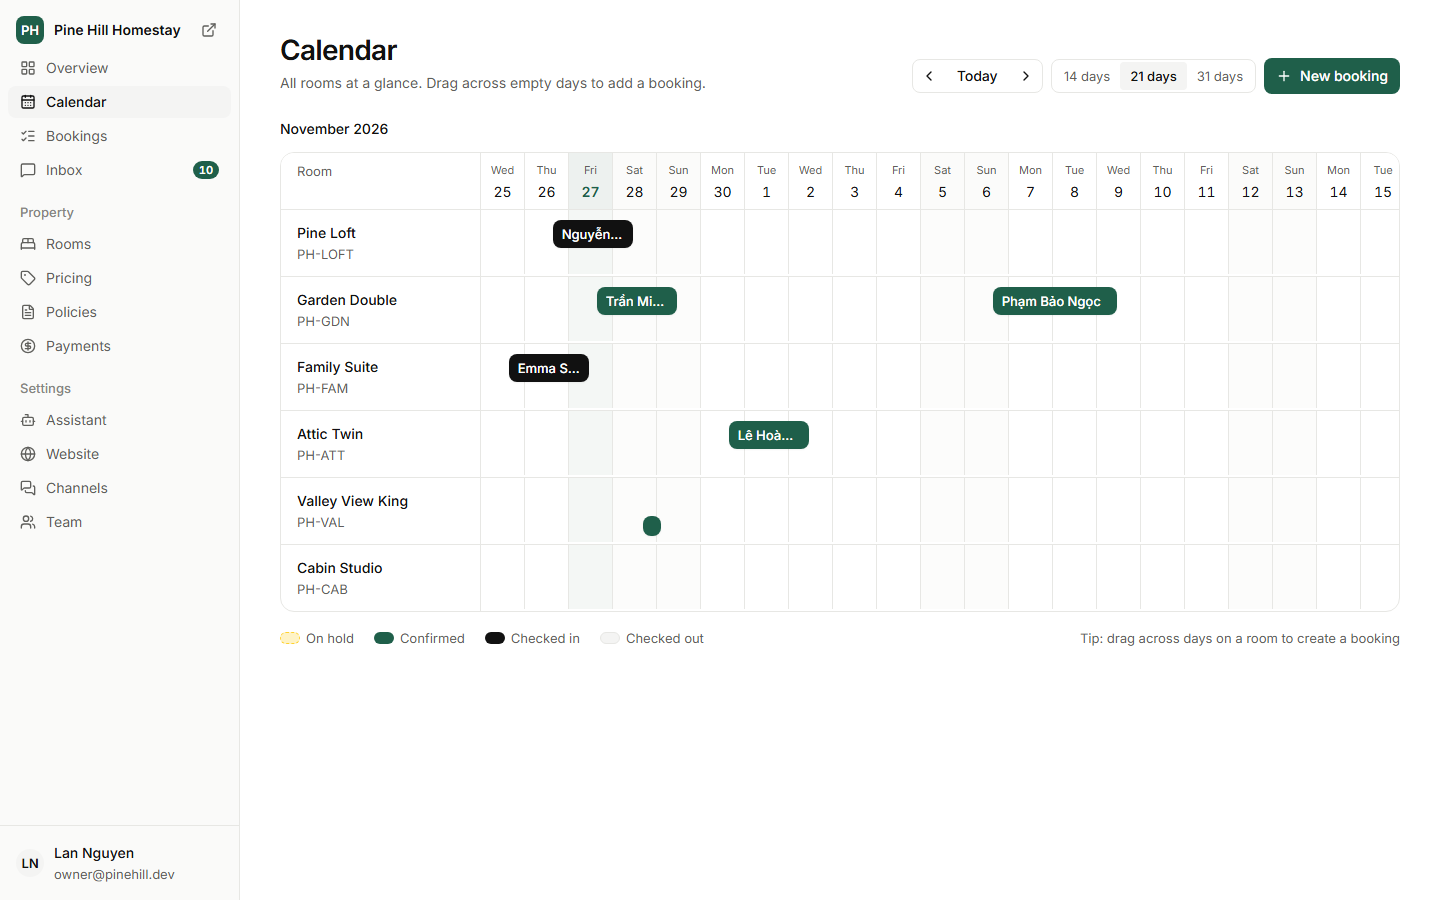 PH Pine Hill Homestay
Overview
Calendar
Bookings
Inbox 10
Property
Rooms
Pricing
Policies
Payments
Settings
Assistant
Website
Channels
Team
LN Lan Nguyen
owner@pinehill.dev
Calendar
All rooms at a glance. Drag across empty days to add a booking.
Today
14 days 21 days 31 days
New booking
November 2026
Room Wed Thu Fri Sat Sun Mon Tue Wed Thu Fri Sat Sun Mon Tue Wed Thu Fri Sat Sun Mon Tue
25 26 27 28 29 30 1 2 3 4 5 6 7 8 9 10 11 12 13 14 15
Pine Loft Nguyễn...
PH-LOFT
Garden Double Trần Mi... Phạm Bảo Ngọc
PH-GDN
Family Suite Emma S...
PH-FAM
Attic Twin Lê Hoà...
PH-ATT
Valley View King
PH-VAL
Cabin Studio
PH-CAB
On hold Confirmed Checked in Checked out Tip: drag across days on a room to create a booking